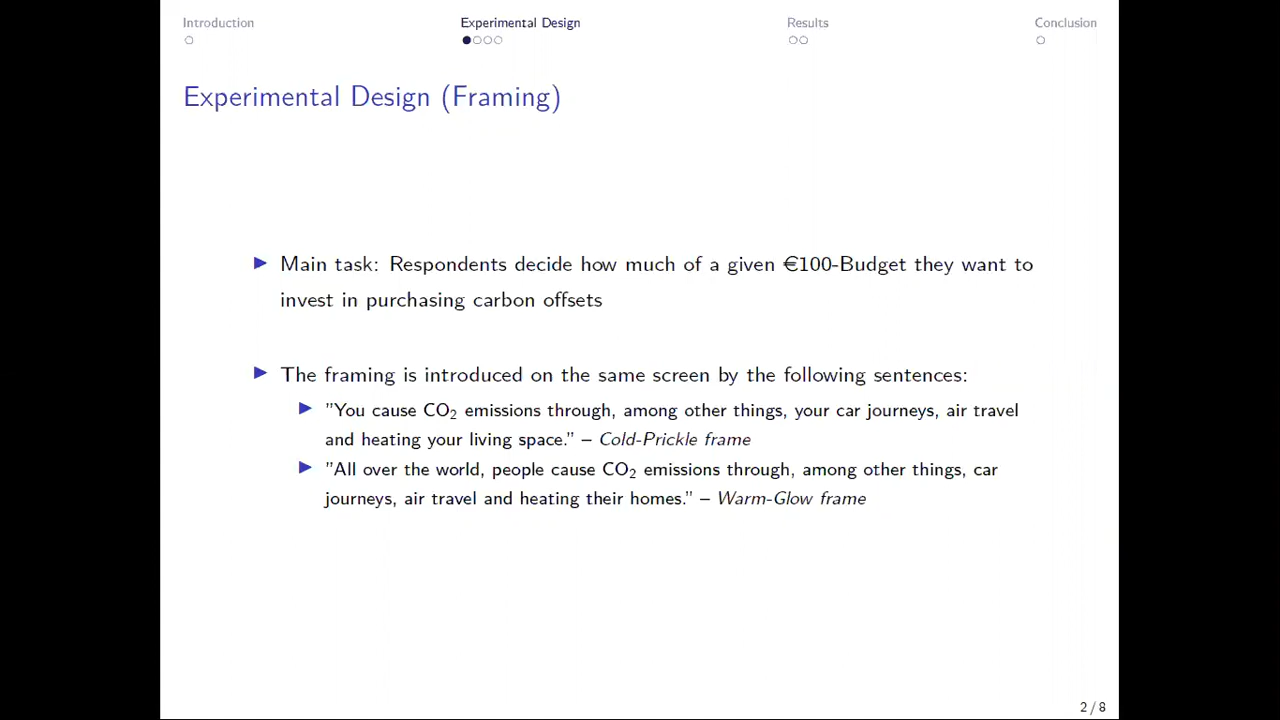 Introduction
Experimental Design
Results
Conclusion
Experimental Design (Framing)
Main task: Respondents decide how much of a given €100-Budget they want to
invest in purchasing carbon offsets
The framing is introduced on the same screen by the following sentences:
"You cause CO₂ emissions through, among other things, your car journeys, air travel
and heating your living space." – Cold-Prickle frame
"All over the world, people cause CO₂ emissions through, among other things, car
journeys, air travel and heating their homes." – Warm-Glow frame
2 / 8